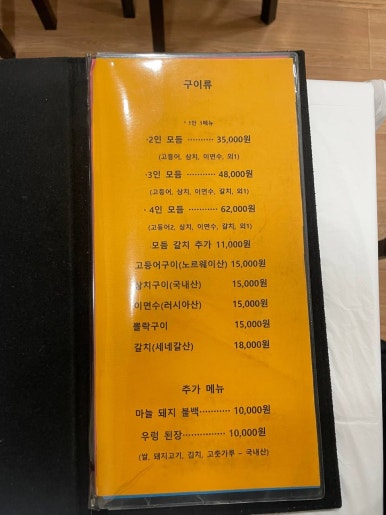 구이류
* 1인 1메뉴
·2인 모듬 ·········· 35,000원
(고등어, 삼치, 이면수, 외1)
·3인 모듬 ··········· 48,000원
(고등어, 삼치, 이면수, 갈치, 외1)
· 4인 모듬 ··········· 62,000원
(고등어2, 삼치, 이면수, 갈치, 외1)
모듬 갈치 추가 11,000원
고등어구이(노르웨이산) 15,000원
삼치구이(국내산) 15,000원
이면수(러시아산) 15,000원
뽈락구이 15,000원
갈치(세네갈산) 18,000원
추가 메뉴
마늘 돼지 불백············ 10,000원
우렁 된장················ 10,000원
(쌀, 돼지고기, 김치, 고춧가루 – 국내산)